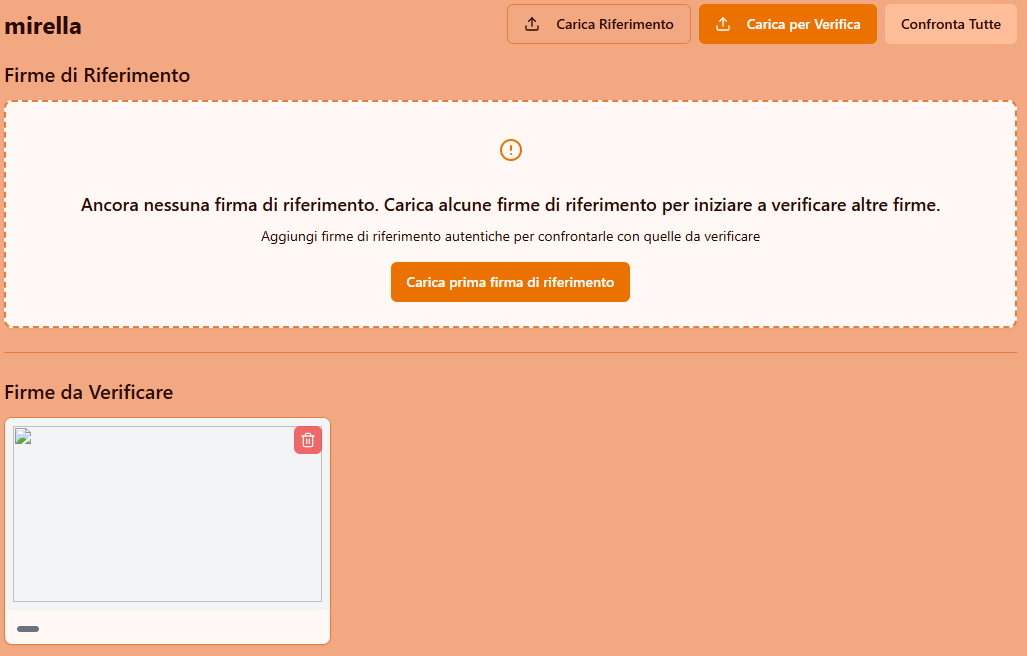 mirella
Carica Riferimento
Carica per Verifica
Confronta Tutte
Firme di Riferimento
Ancora nessuna firma di riferimento. Carica alcune firme di riferimento per iniziare a verificare altre firme.
Aggiungi firme di riferimento autentiche per confrontarle con quelle da verificare
Carica prima firma di riferimento
Firme da Verificare